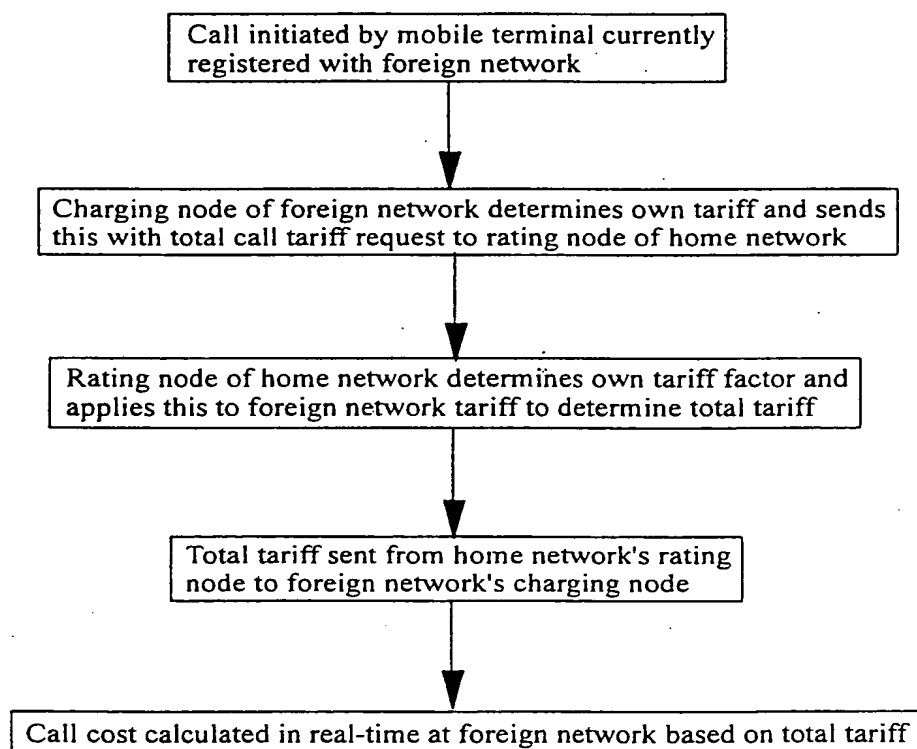 Call initiated by mobile terminal currently
registered with foreign network
Charging node of foreign network determines own tariff and sends
this with total call tariff request to rating node of home network
Rating node of home network determines own tariff factor and
applies this to foreign network tariff to determine total tariff
Total tariff sent from home network's rating
node to foreign network's charging node
Call cost calculated in real-time at foreign network based on total tariff